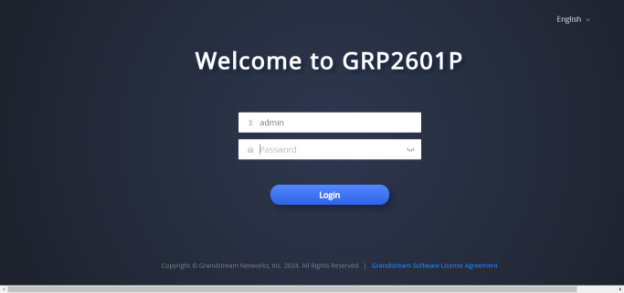 English
Welcome to GRP2601P
admin
Password
Login
Copyright © Grandstream Networks, Inc. 2024. All Rights Reserved. | Grandstream Software License Agreement